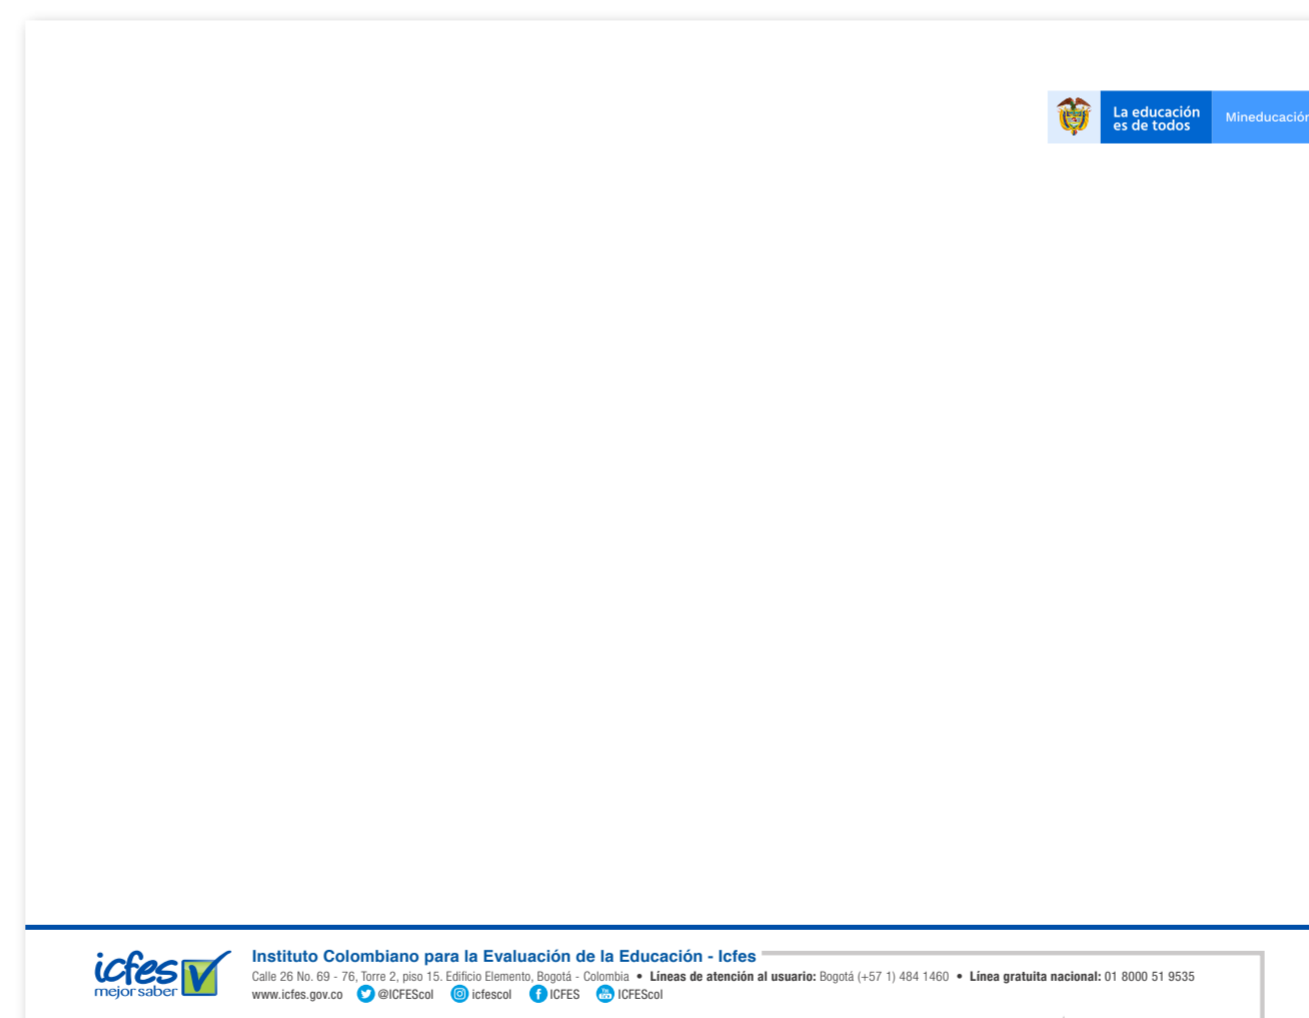 La educación
es de todos
Mineducación
icfes
mejor saber
Instituto Colombiano para la Evaluación de la Educación - Icfes
Calle 26 No. 69 - 76, Torre 2, piso 15. Edificio Elemento, Bogotá - Colombia • Líneas de atención al usuario: Bogotá (+57 1) 484 1460 • Línea gratuita nacional: 01 8000 51 9535
www.icfes.gov.co @ICFEScol icfescol ICFES ICFEScol